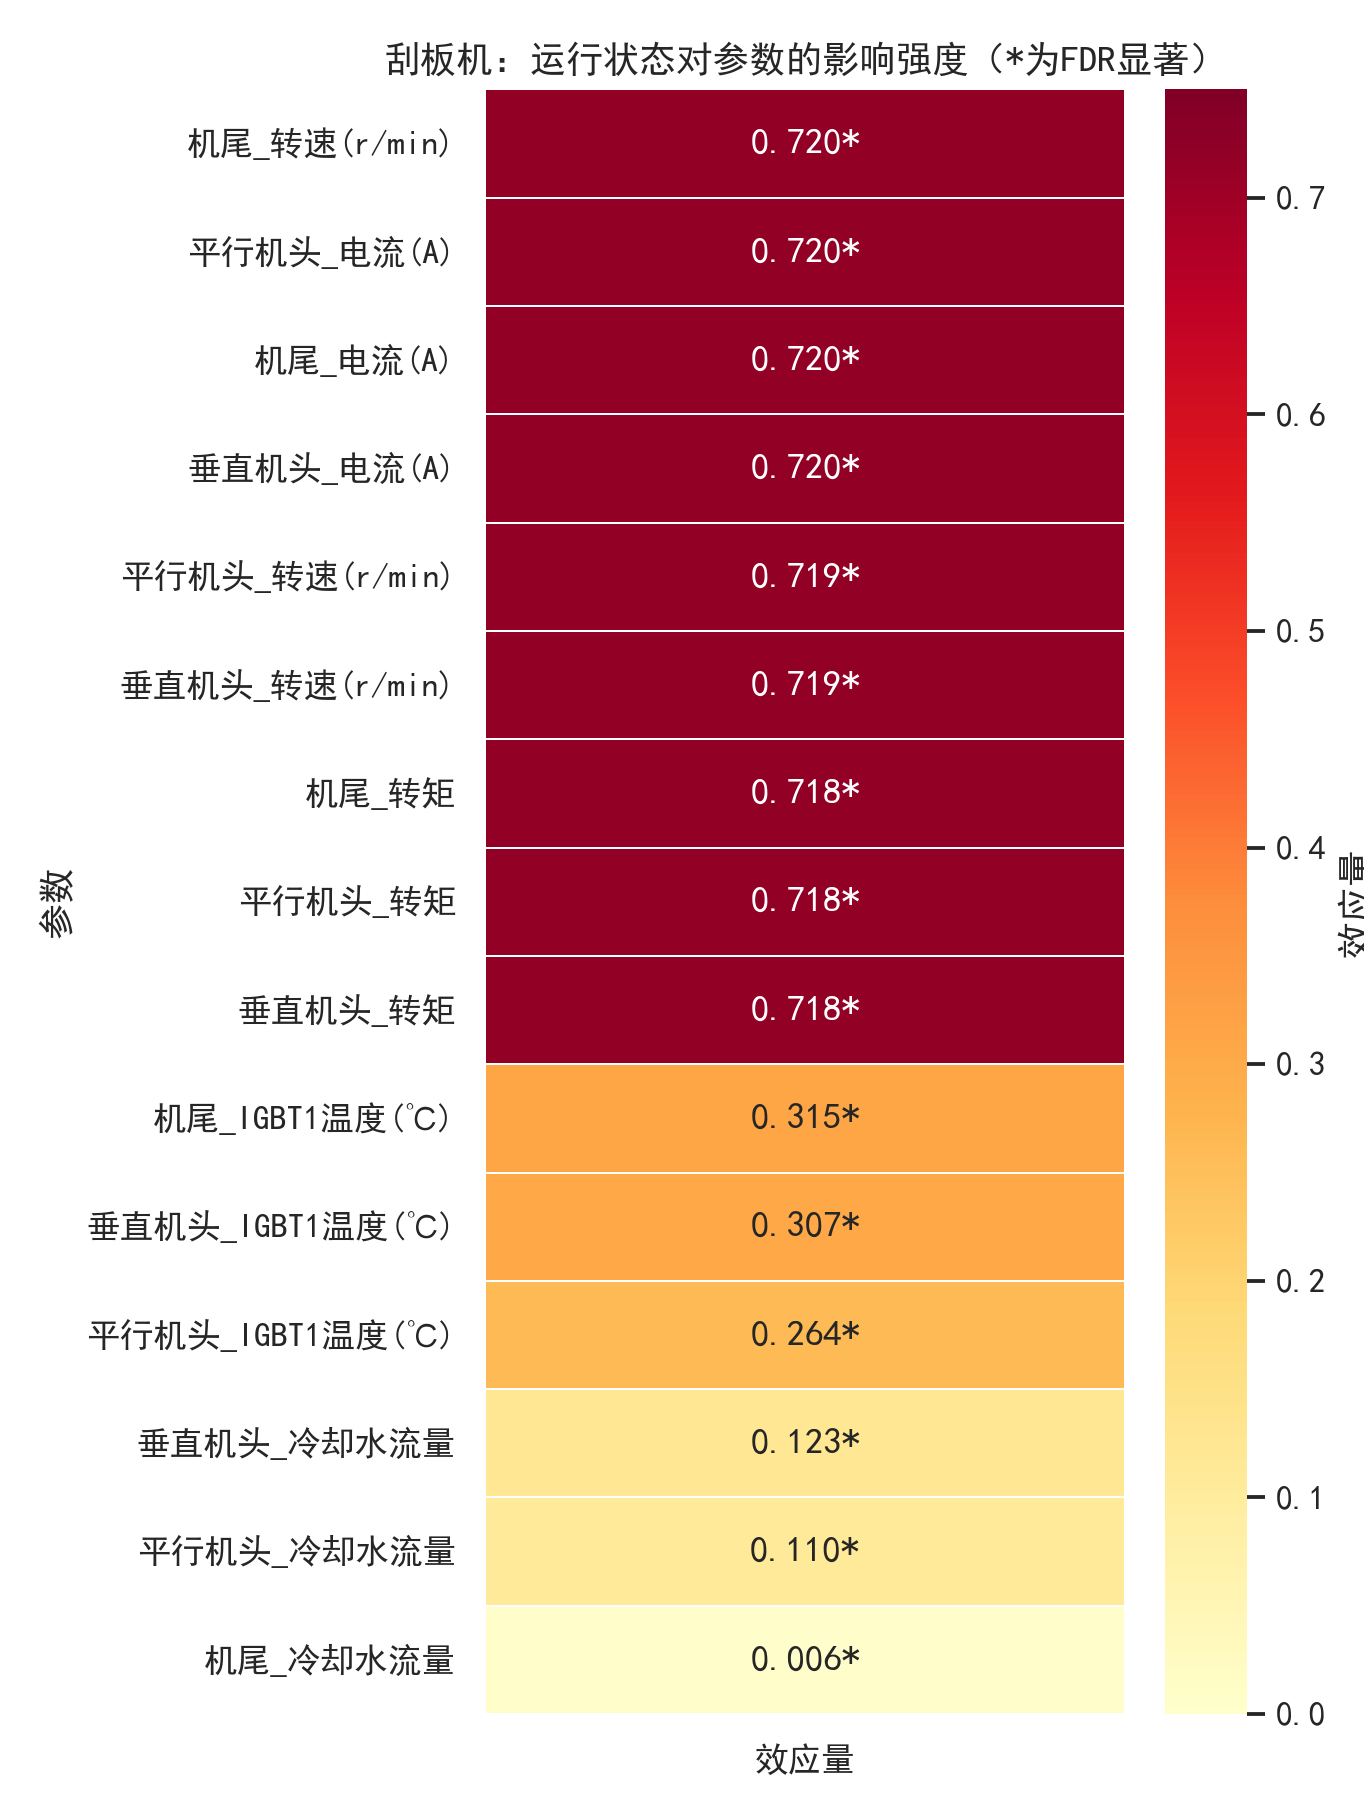 刮板机：运行状态对参数的影响强度（*为FDR显著）
机尾_转速(r/min) 0.720*
平行机头_电流(A) 0.720*
机尾_电流(A) 0.720*
垂直机头_电流(A) 0.720*
平行机头_转速(r/min) 0.719*
垂直机头_转速(r/min) 0.719*
机尾_转矩 0.718*
平行机头_转矩 0.718*
垂直机头_转矩 0.718*
机尾_IGBT1温度(℃) 0.315*
垂直机头_IGBT1温度(℃) 0.307*
平行机头_IGBT1温度(℃) 0.264*
垂直机头_冷却水流量 0.123*
平行机头_冷却水流量 0.110*
机尾_冷却水流量 0.006*
参数
效应量
0.7
0.6
0.5
0.4
0.3
0.2
0.1
0.0
效应量